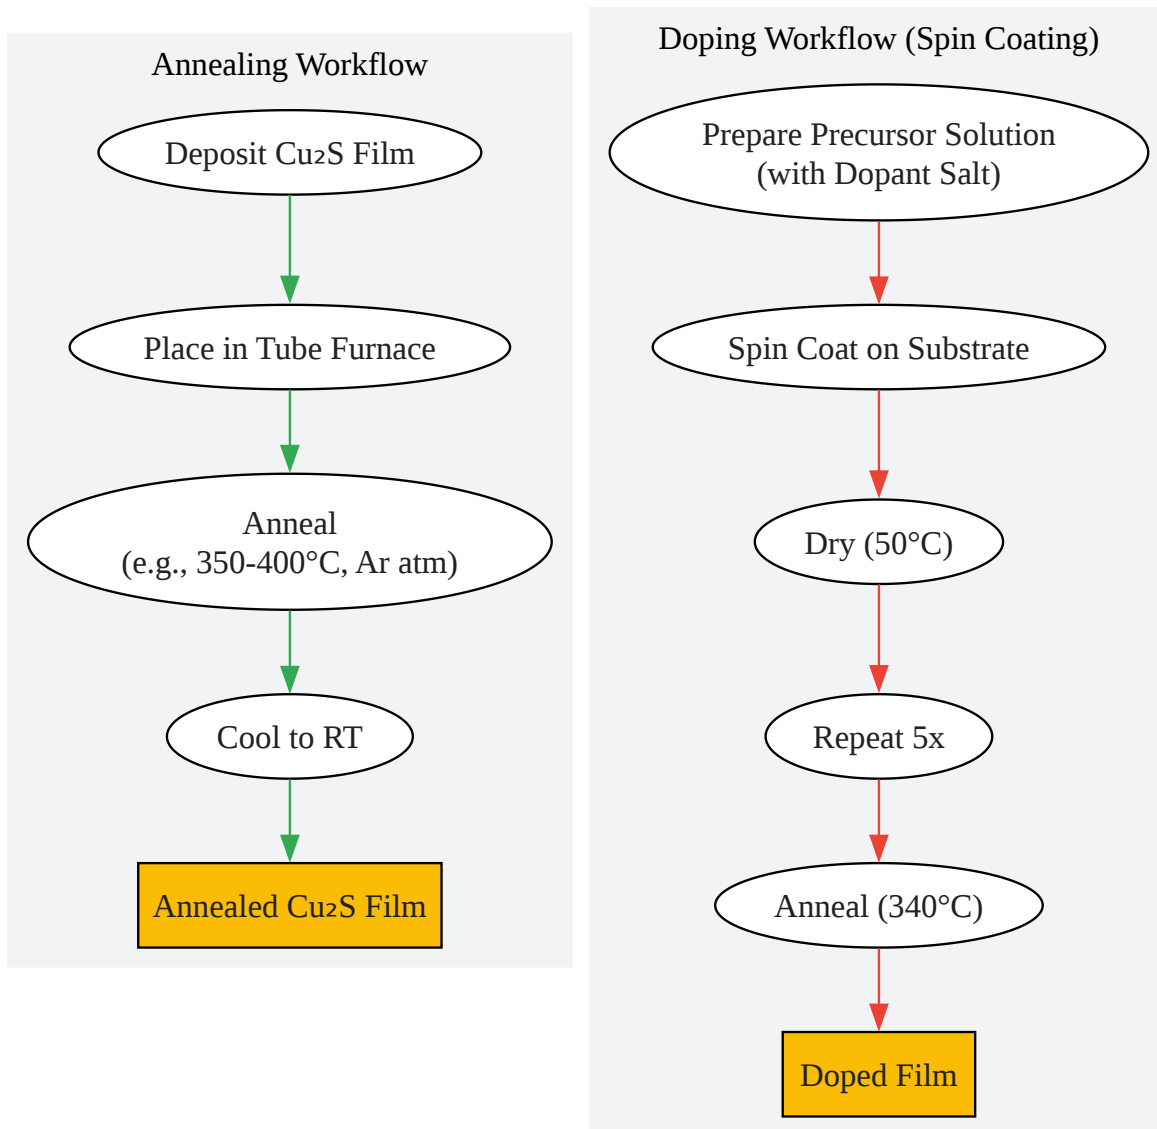 Annealing Workflow
Deposit Cu₂S Film
Place in Tube Furnace
Anneal
(e.g., 350-400°C, Ar atm)
Cool to RT
Annealed Cu₂S Film
Doping Workflow (Spin Coating)
Prepare Precursor Solution
(with Dopant Salt)
Spin Coat on Substrate
Dry (50°C)
Repeat 5x
Anneal (340°C)
Doped Film